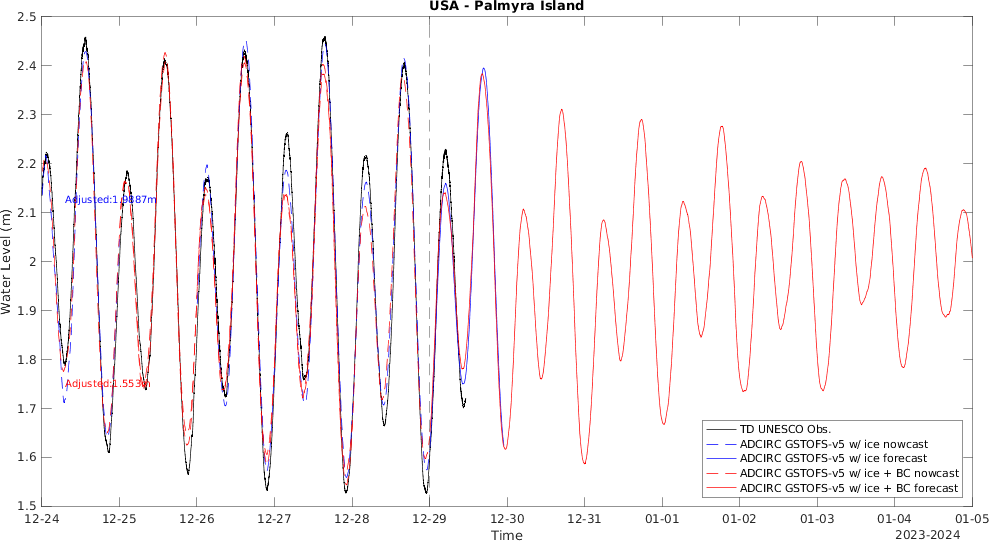 USA - Palmyra Island
2.5
2.4
2.3
2.2
2.1
2
1.9
1.8
1.7
1.6
1.5
Water Level (m)
Adjusted:1.9887m
Adjusted:1.553m
TD UNESCO Obs.
ADCIRC GSTOFS-v5 w/ ice nowcast
ADCIRC GSTOFS-v5 w/ ice forecast
ADCIRC GSTOFS-v5 w/ ice + BC nowcast
ADCIRC GSTOFS-v5 w/ ice + BC forecast
12-24 12-25 12-26 12-27 12-28 12-29 12-30 12-31 01-01 01-02 01-03 01-04 01-05
Time
2023-2024